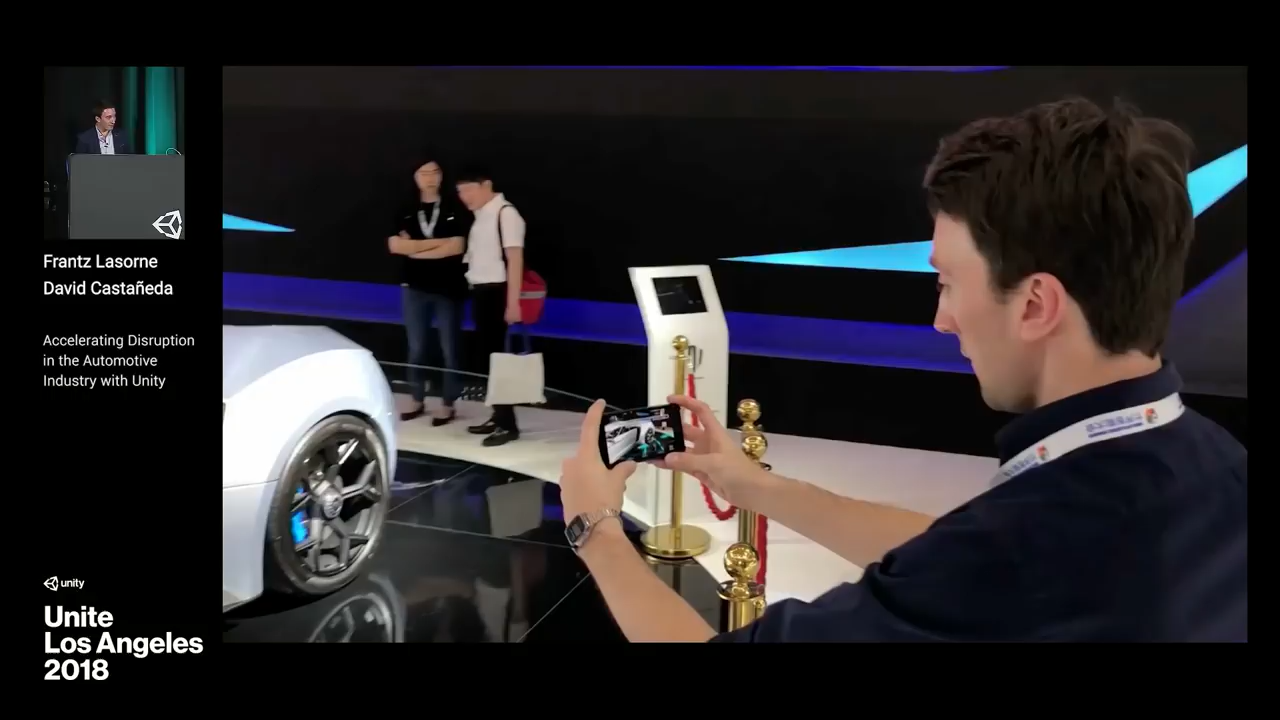 Frantz Lasorne
David Castañeda
Accelerating Disruption
in the Automotive
Industry with Unity
unity
Unite
Los Angeles
2018